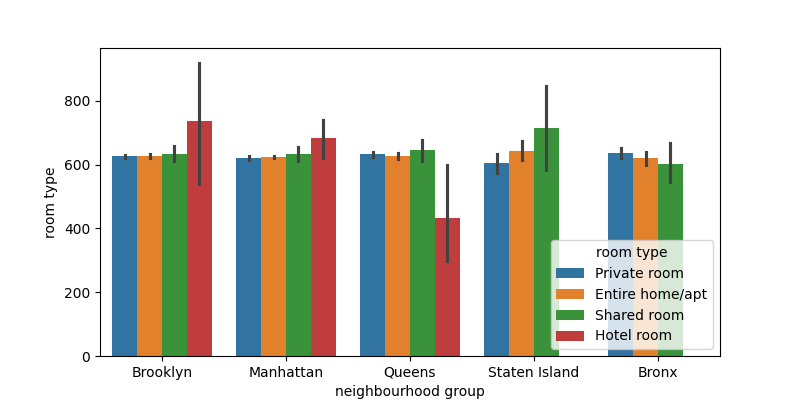 800
600
400
200
0
room type
room type
Private room
Entire home/apt
Shared room
Hotel room
Brooklyn Manhattan Queens Staten Island Bronx
neighbourhood group